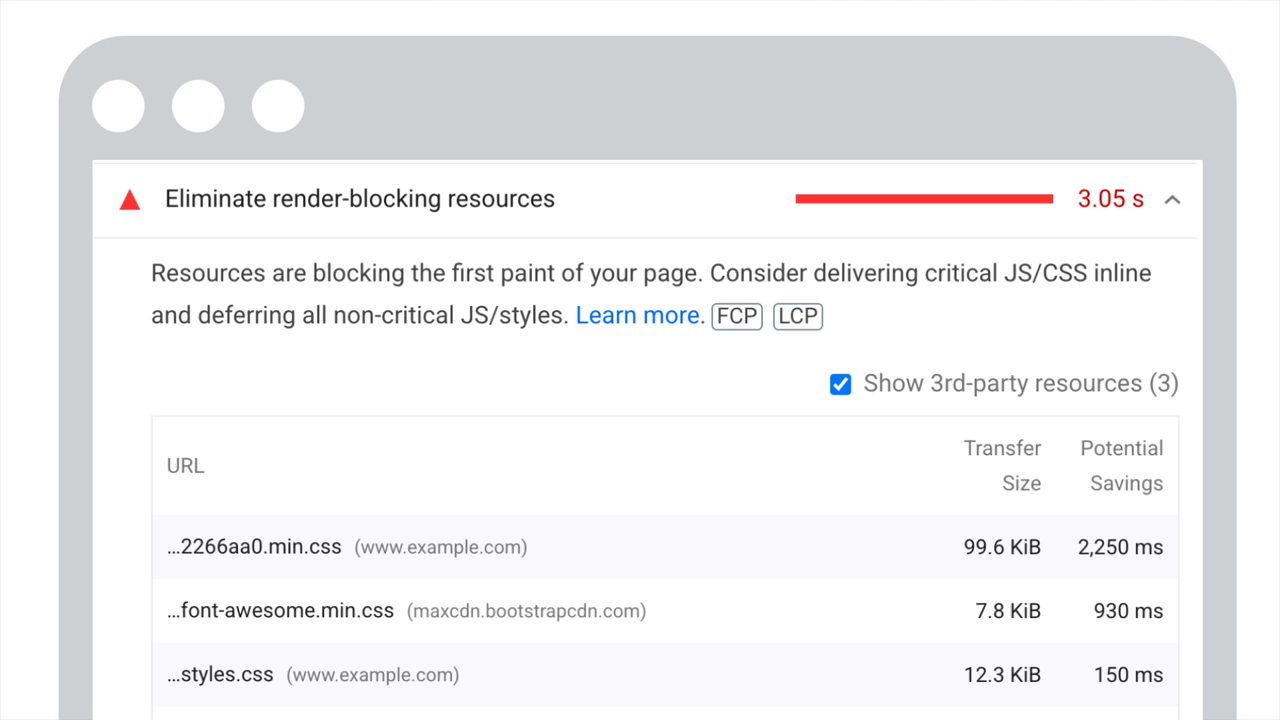 Eliminate render-blocking resources 3.05 s
Resources are blocking the first paint of your page. Consider delivering critical JS/CSS inline
and deferring all non-critical JS/styles. Learn more. FCP LCP
Show 3rd-party resources (3)
URL Transfer Size Potential Savings
...2266aa0.min.css (www.example.com) 99.6 KiB 2,250 ms
...font-awesome.min.css (maxcdn.bootstrapcdn.com) 7.8 KiB 930 ms
...styles.css (www.example.com) 12.3 KiB 150 ms